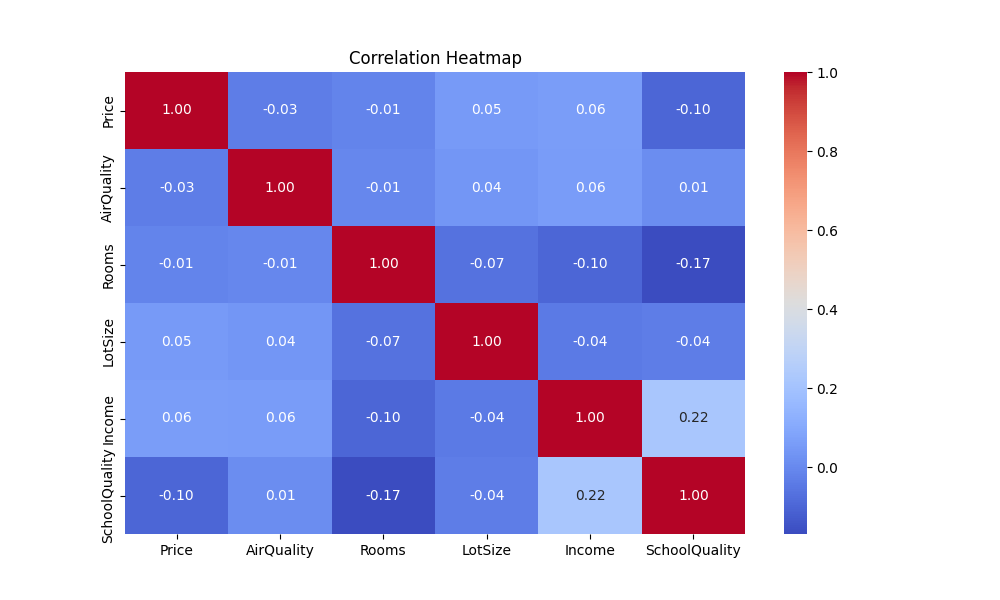 Correlation Heatmap
Price 1.00 -0.03 -0.01 0.05 0.06 -0.10
AirQuality -0.03 1.00 -0.01 0.04 0.06 0.01
Rooms -0.01 -0.01 1.00 -0.07 -0.10 -0.17
LotSize 0.05 0.04 -0.07 1.00 -0.04 -0.04
Income 0.06 0.06 -0.10 -0.04 1.00 0.22
SchoolQuality -0.10 0.01 -0.17 -0.04 0.22 1.00
Price AirQuality Rooms LotSize Income SchoolQuality
1.0
0.8
0.6
0.4
0.2
0.0